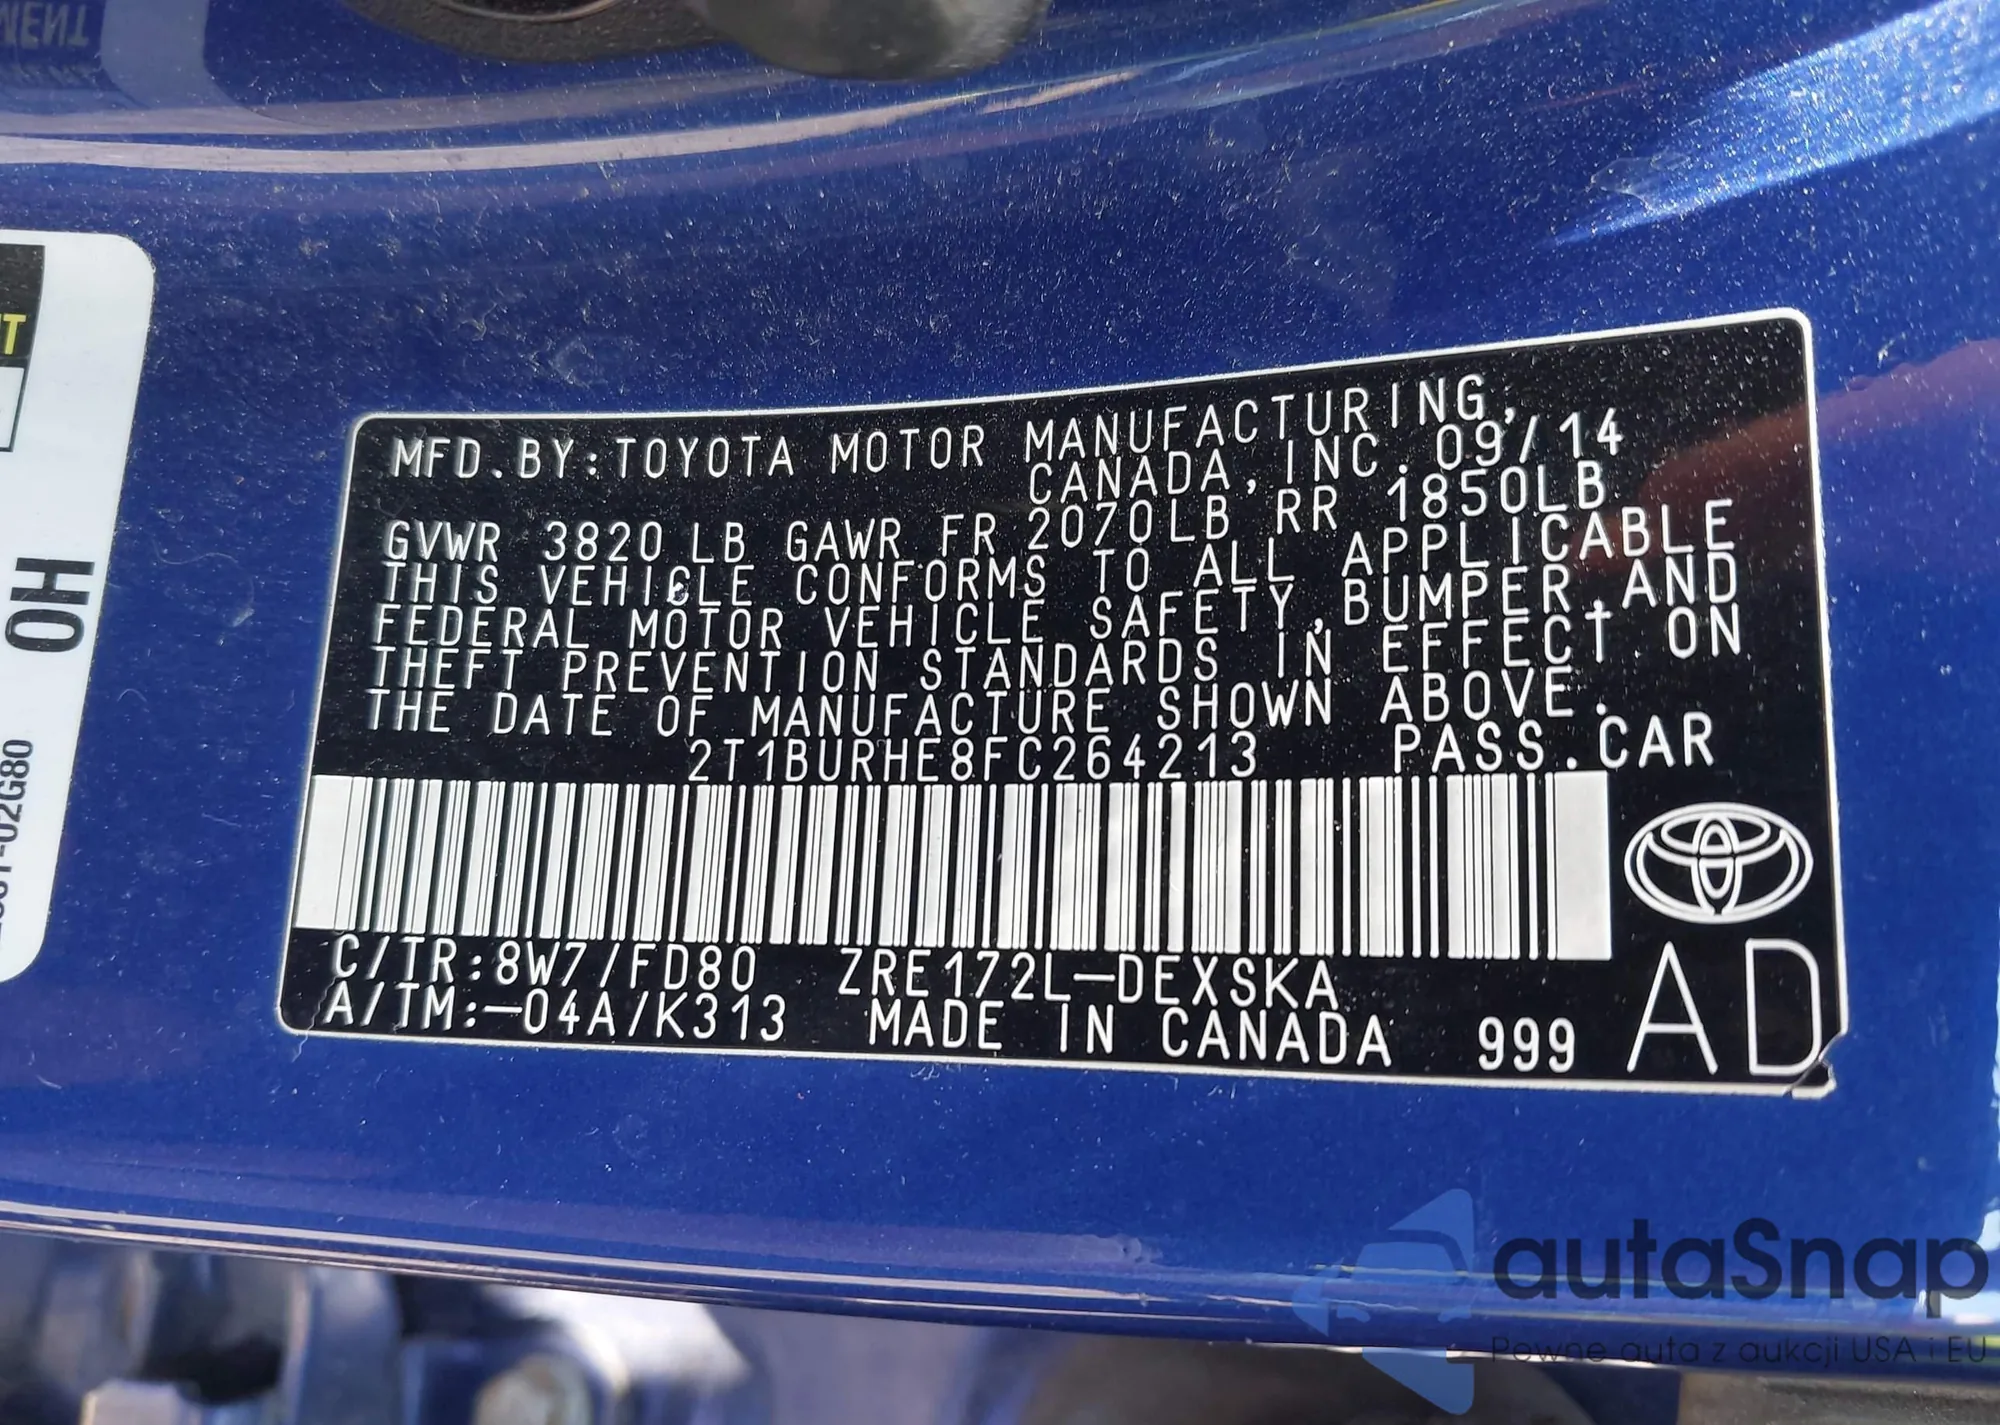 MENT
T
OH
02G80
MFD.BY:TOYOTA MOTOR MANUFACTURING,
CANADA,INC. 09/14
GVWR 3820LB GAWR FR 2070LB RR 1850LB
THIS VEHICLE CONFORMS TO ALL APPLICABLE
FEDERAL MOTOR VEHICLE SAFETY,BUMPER,AND
THEFT PREVENTION STANDARDS IN EFFECT ON
THE DATE OF MANUFACTURE SHOWN ABOVE.
2T1BURHE8FC264213 PASS.CAR
C/TR:8W7/FD80 ZRE172L-DEXSKA
A/TM:-04A/K313 MADE IN CANADA 999
AD
autaSnap
Pewne auta z aukcji USA i EU